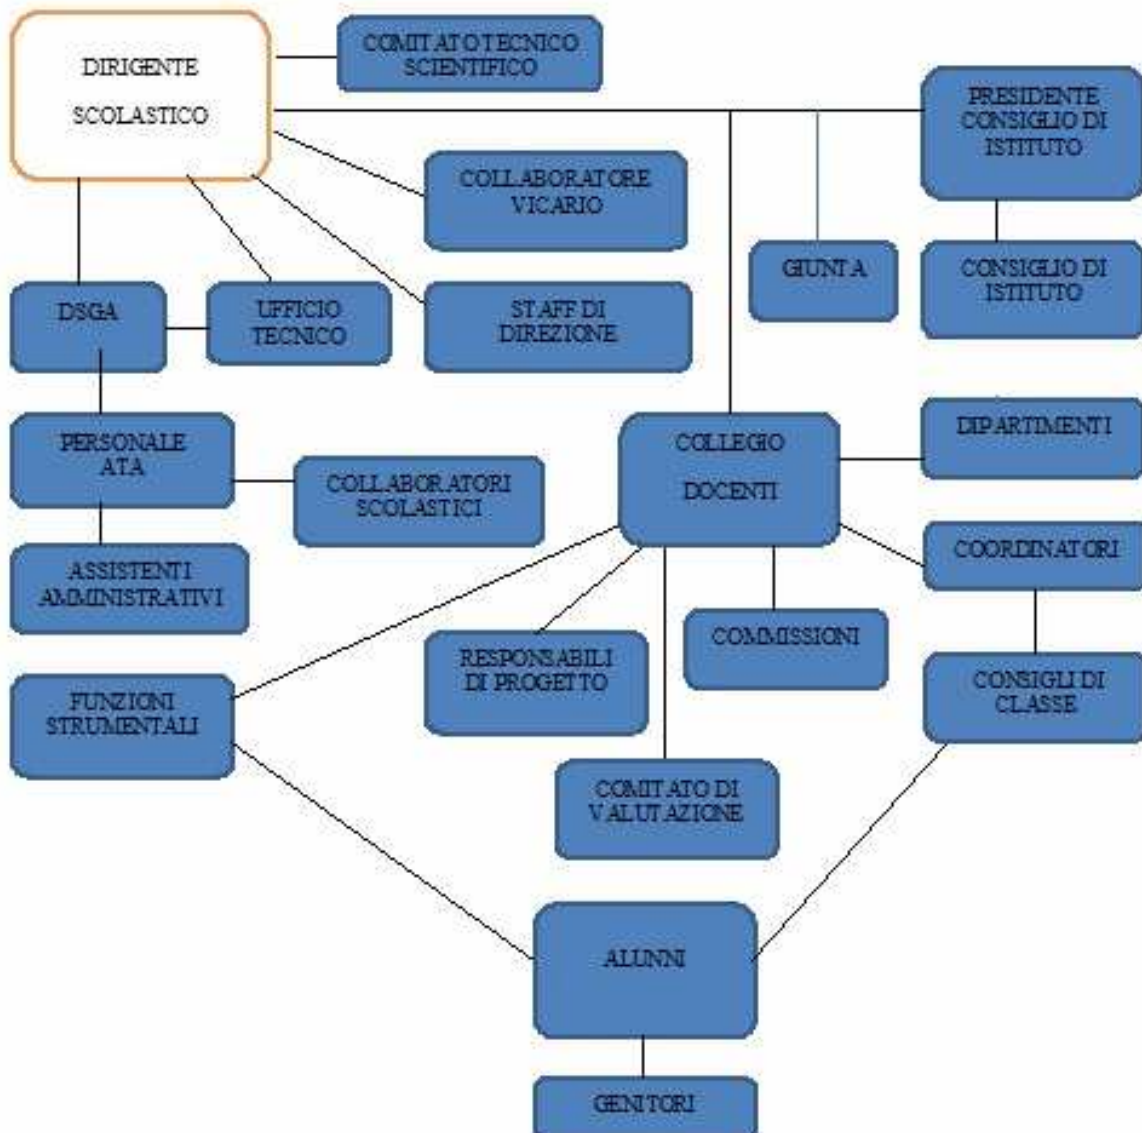 DIRIGENTE
SCOLASTICO
COMITATO TECNICO
SCIENTIFICO
PRESIDENTE
CONSIGLIO DI
ISTITUTO
COLLABORATORE
VICARIO
GIUNTA
CONSIGLIO DI
ISTITUTO
DSGA
UFFICIO
TECNICO
STAFF DI
DIREZIONE
PERSONALE
ATA
COLLABORATORI
SCOLASTICI
COLLEGIO
DOCENTI
DIPARTIMENTI
ASSISTENTI
AMMINISTRATIVI
COORDINATORI
RESPONSABILI
DI PROGETTO
COMMISSIONI
FUNZIONI
STRUMENTALI
CONSIGLI DI
CLASSE
COMITATO DI
VALUTAZIONE
ALUNNI
GENITORI